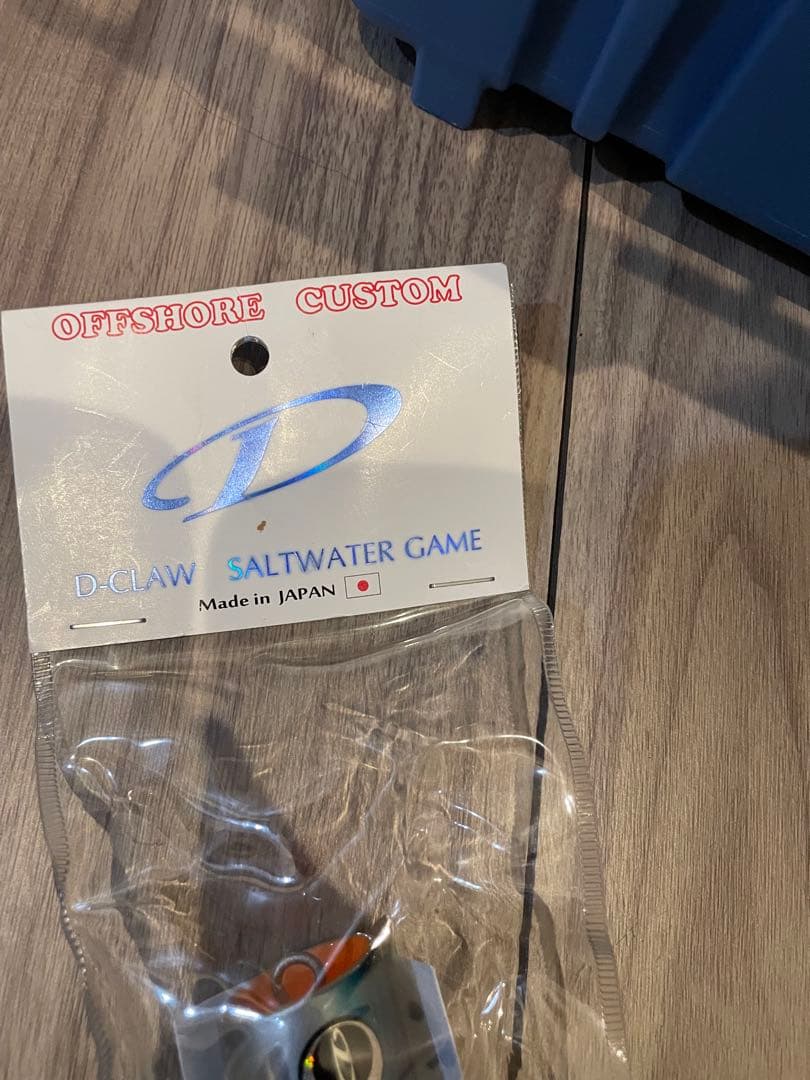 OFFSHORE CUSTOM
D
D-CLAW SALTWATER GAME
Made in JAPAN
D